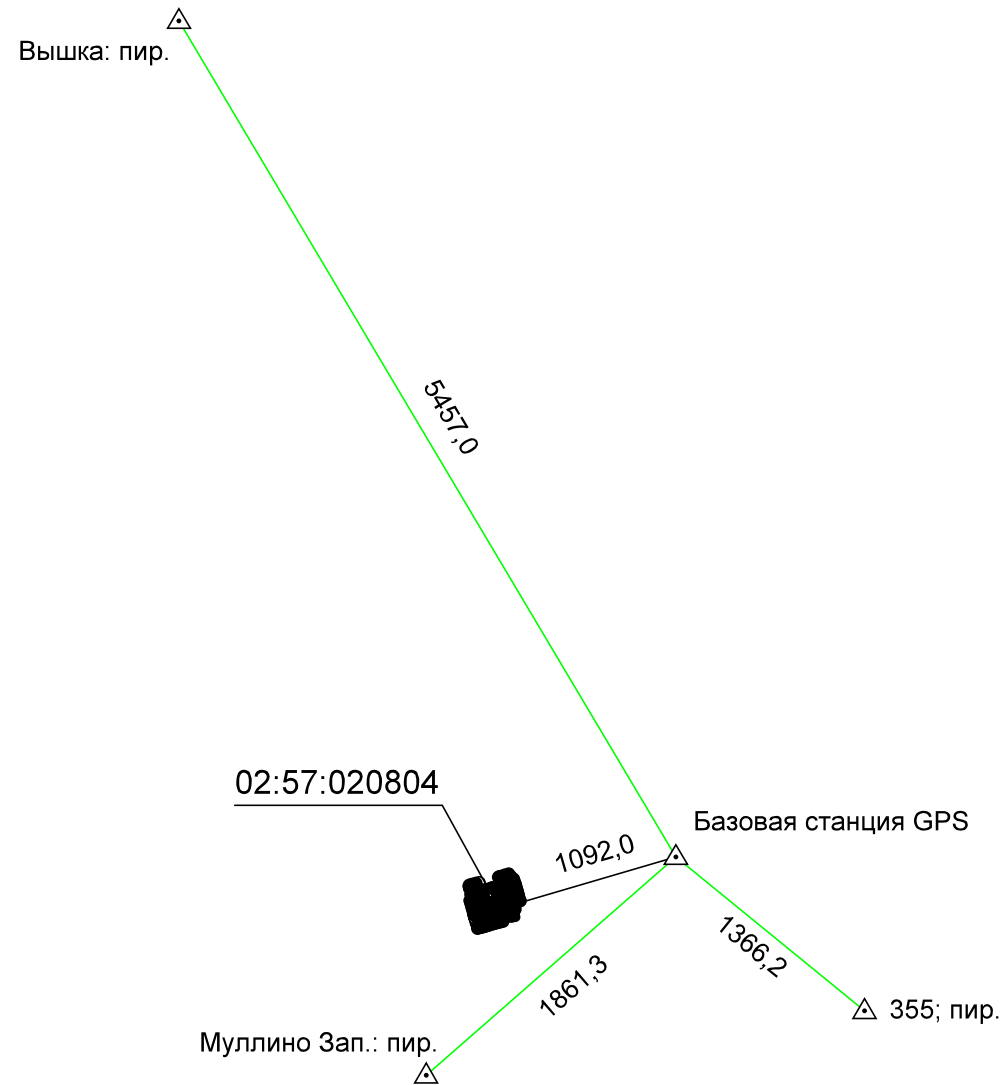 Вышка: пир.
5457,0
02:57:020804
Базовая станция GPS
1092,0
1366,2
1861,3
355; пир.
Муллино Зап.: пир.